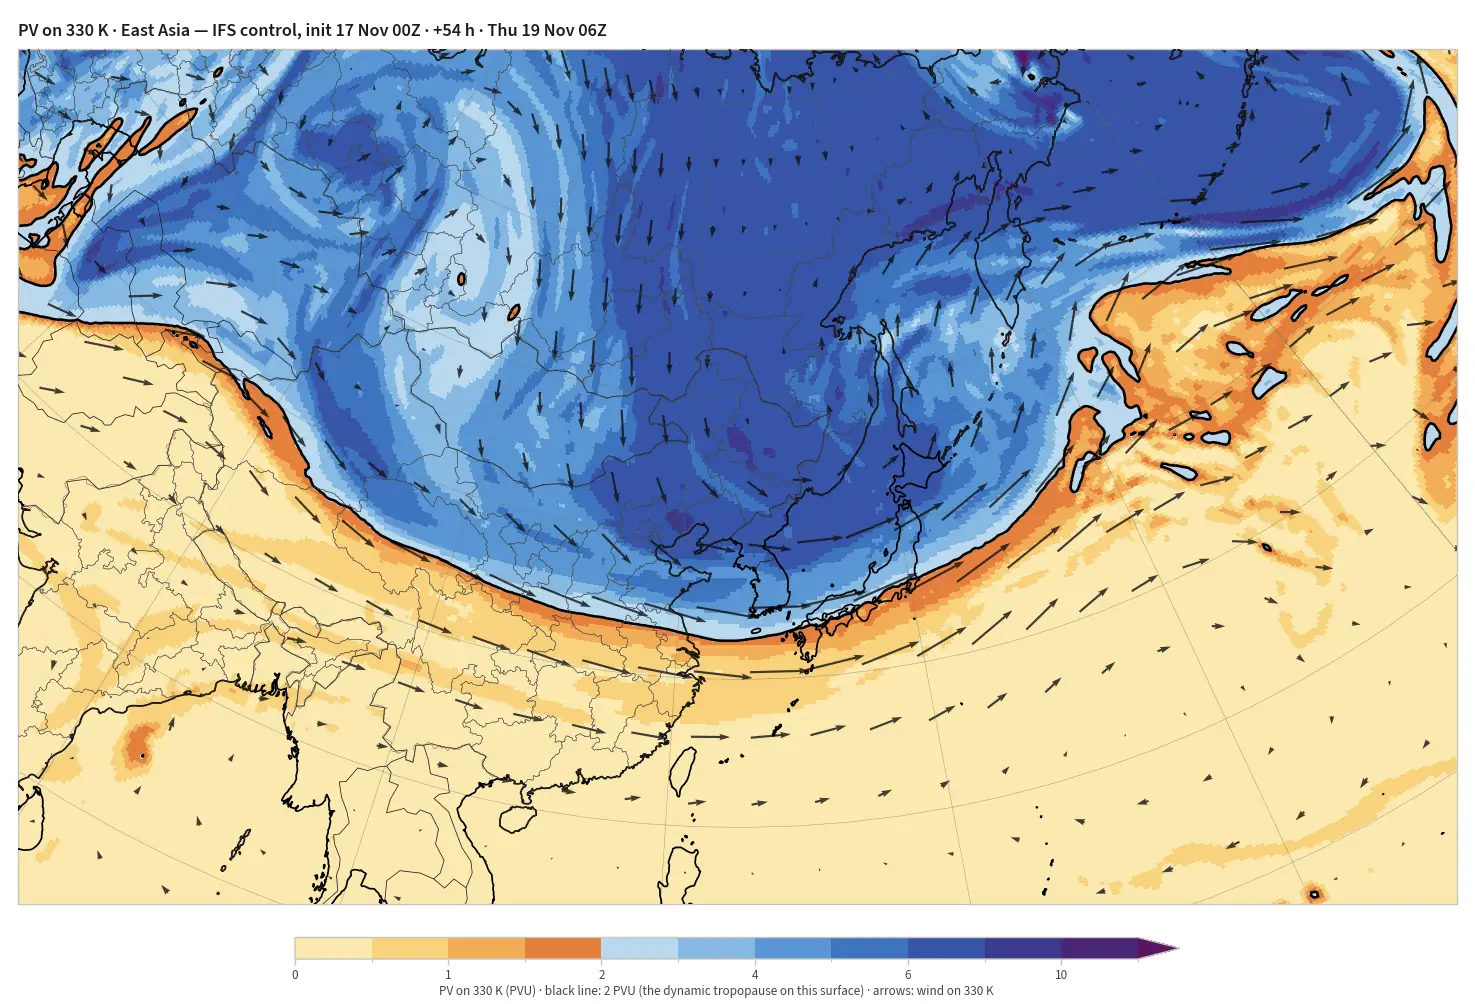 PV on 330 K · East Asia — IFS control, init 17 Nov 00Z · +54 h · Thu 19 Nov 06Z
0 1 2 4 6 10
PV on 330 K (PVU) · black line: 2 PVU (the dynamic tropopause on this surface) · arrows: wind on 330 K